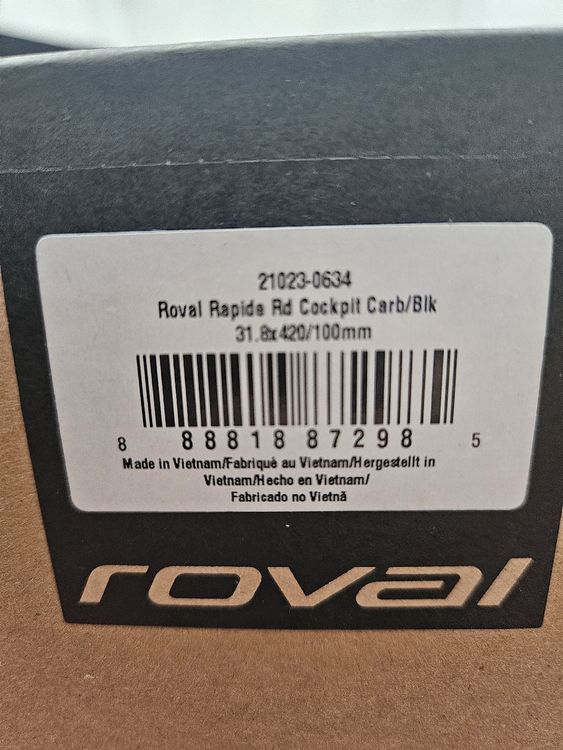 21023-0634
Roval Rapide Rd Cockpit Carb/Blk
31.8x420/100mm
8 88818 87298 5
Made in Vietnam/Fabriqué au Vietnam/Hergestellt in
Vietnam/Hecho en Vietnam/
Fabricado no Vietnã
roval